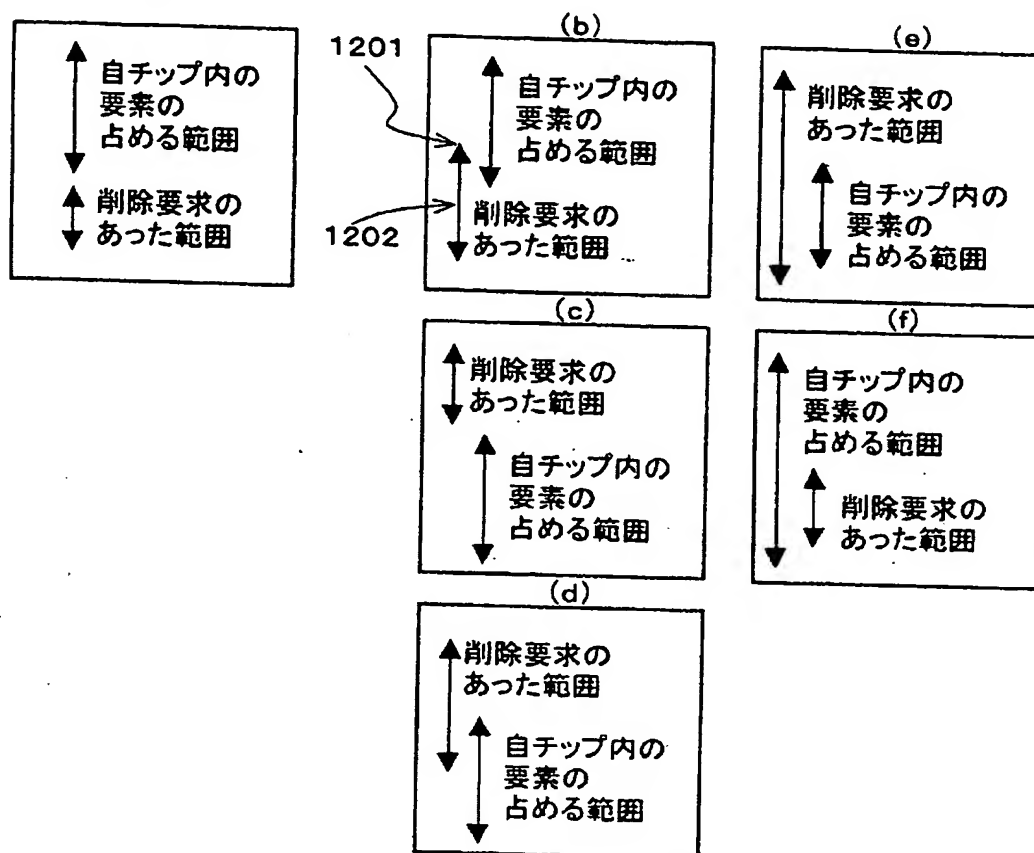 自チップ内の
要素の
占める範囲
削除要求の
あった範囲
(b)
1201
1202
自チップ内の
要素の
占める範囲
削除要求の
あった範囲
(c)
削除要求の
あった範囲
自チップ内の
要素の
占める範囲
(d)
削除要求の
あった範囲
自チップ内の
要素の
占める範囲
(e)
削除要求の
あった範囲
自チップ内の
要素の
占める範囲
(f)
自チップ内の
要素の
占める範囲
削除要求の
あった範囲